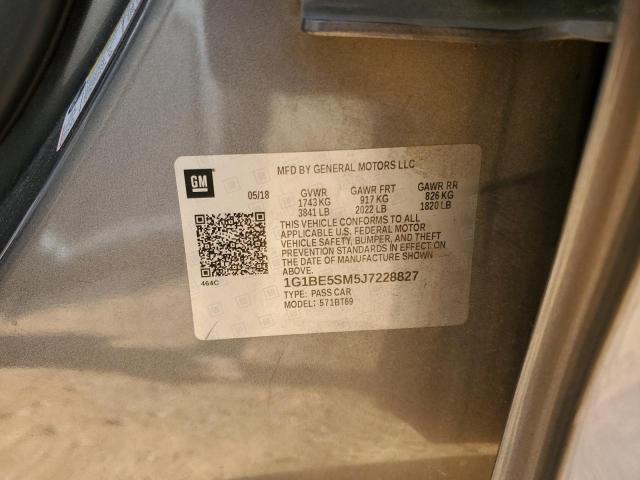 GM
MFD BY GENERAL MOTORS LLC
05/18
GVWR GAWR FRT GAWR RR
1743 KG 917 KG 826 KG
3841 LB 2022 LB 1820 LB
THIS VEHICLE CONFORMS TO ALL
APPLICABLE U.S. FEDERAL MOTOR
VEHICLE SAFETY, BUMPER, AND THEFT
PREVENTION STANDARDS IN EFFECT ON
THE DATE OF MANUFACTURE SHOWN
ABOVE.
464C
1G1BE5SM5J7228827
TYPE: PASS CAR
MODEL: 571BT69